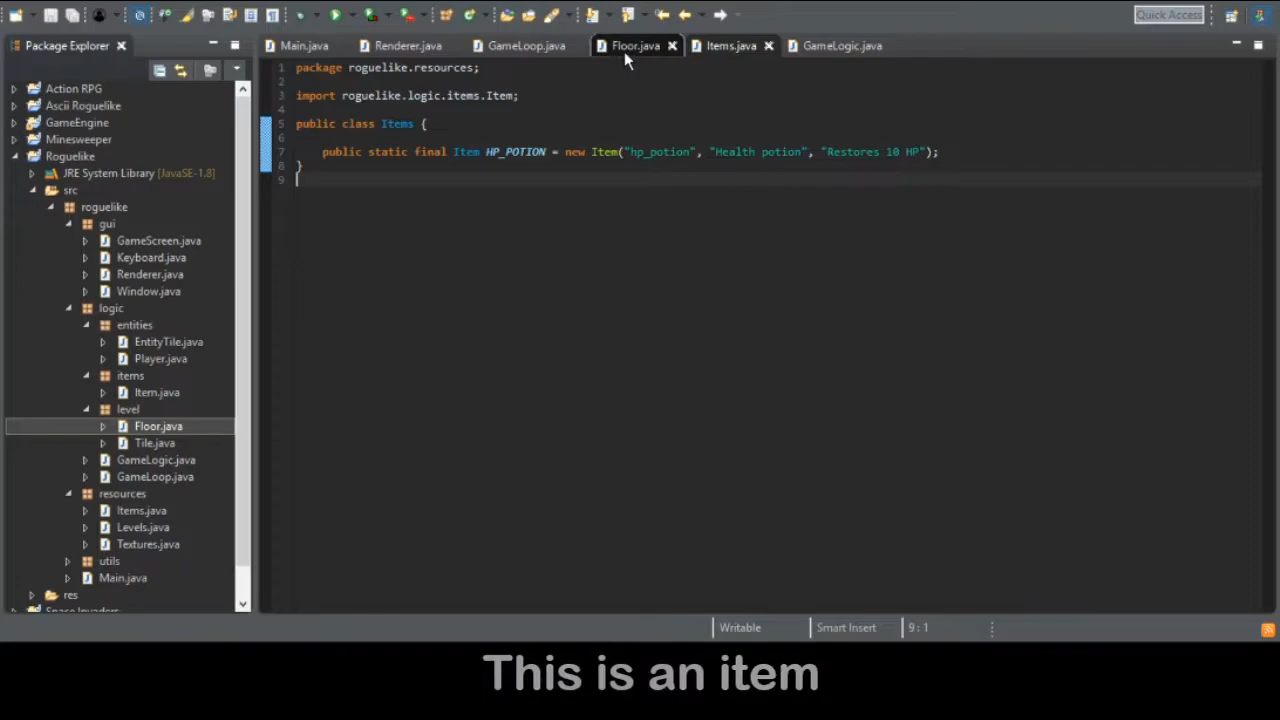 Quick Access
Package Explorer
Main.java Renderer.java GameLoop.java Floor.java Items.java GameLogic.java
Action RPG
Ascii Roguelike
GameEngine
Minesweeper
Roguelike
JRE System Library [JavaSE-1.8]
src
roguelike
gui
GameScreen.java
Keyboard.java
Renderer.java
Window.java
logic
entities
EntityTile.java
Player.java
items
Item.java
level
Floor.java
Tile.java
GameLogic.java
GameLoop.java
resources
Items.java
Levels.java
Textures.java
utils
Main.java
res
Space Invaders
1 package roguelike.resources;
2
3 import roguelike.logic.items.Item;
4
5 public class Items {
6
7 public static final Item HP_POTION = new Item("hp_potion", "Health potion", "Restores 10 HP");
8 }
9
Writable Smart Insert 9 : 1
This is an item